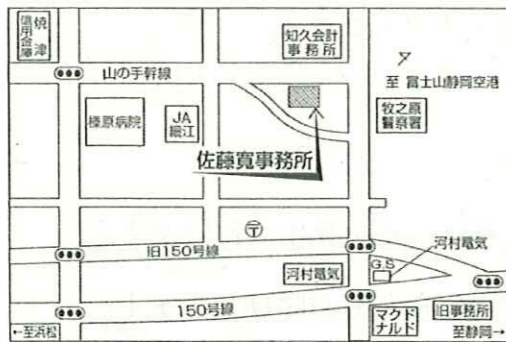 焼津
信用金庫
知久会計
事務所
山の手幹線
至 富士山静岡空港
榛原病院
JA
細江
牧之原
警察署
佐藤寛事務所
〒
旧150号線
河村電気
G.S
河村電気
150号線
マクド
ナルド
旧事務所
←至浜松
至静岡→